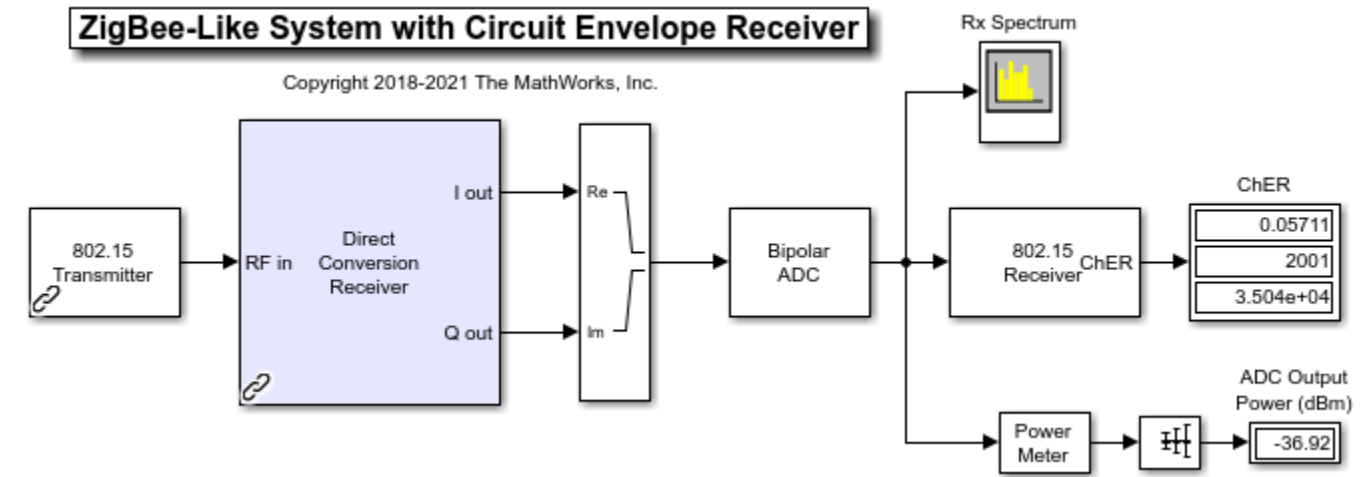 ZigBee-Like System with Circuit Envelope Receiver
Copyright 2018-2021 The MathWorks, Inc.
Rx Spectrum
802.15
Transmitter
RF in
Direct
Conversion
Receiver
I out
Q out
Re
Im
Bipolar
ADC
802.15
Receiver
ChER
ChER
0.05711
2001
3.504e+04
Power
Meter
ADC Output
Power (dBm)
-36.92